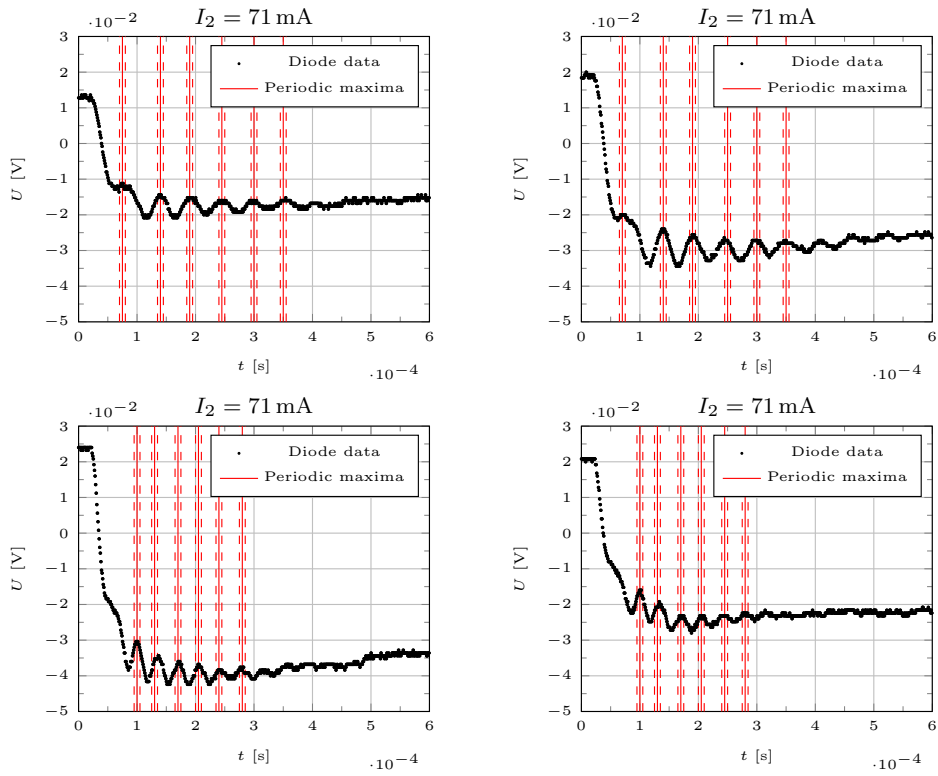 I₂ = 71 mA
·10⁻²
3
2
1
0
−1
−2
−3
−4
−5
U [V]
Diode data
Periodic maxima
0 1 2 3 4 5 6
t [s]
·10⁻⁴
I₂ = 71 mA
·10⁻²
3
2
1
0
−1
−2
−3
−4
−5
U [V]
Diode data
Periodic maxima
0 1 2 3 4 5 6
t [s]
·10⁻⁴
I₂ = 71 mA
·10⁻²
3
2
1
0
−1
−2
−3
−4
−5
U [V]
Diode data
Periodic maxima
0 1 2 3 4 5 6
t [s]
·10⁻⁴
I₂ = 71 mA
·10⁻²
3
2
1
0
−1
−2
−3
−4
−5
U [V]
Diode data
Periodic maxima
0 1 2 3 4 5 6
t [s]
·10⁻⁴